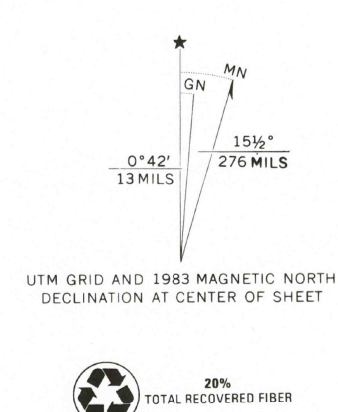 ★
MN
GN
15½°
276 MILS
0°42′
13 MILS
UTM GRID AND 1983 MAGNETIC NORTH
DECLINATION AT CENTER OF SHEET
20%
TOTAL RECOVERED FIBER